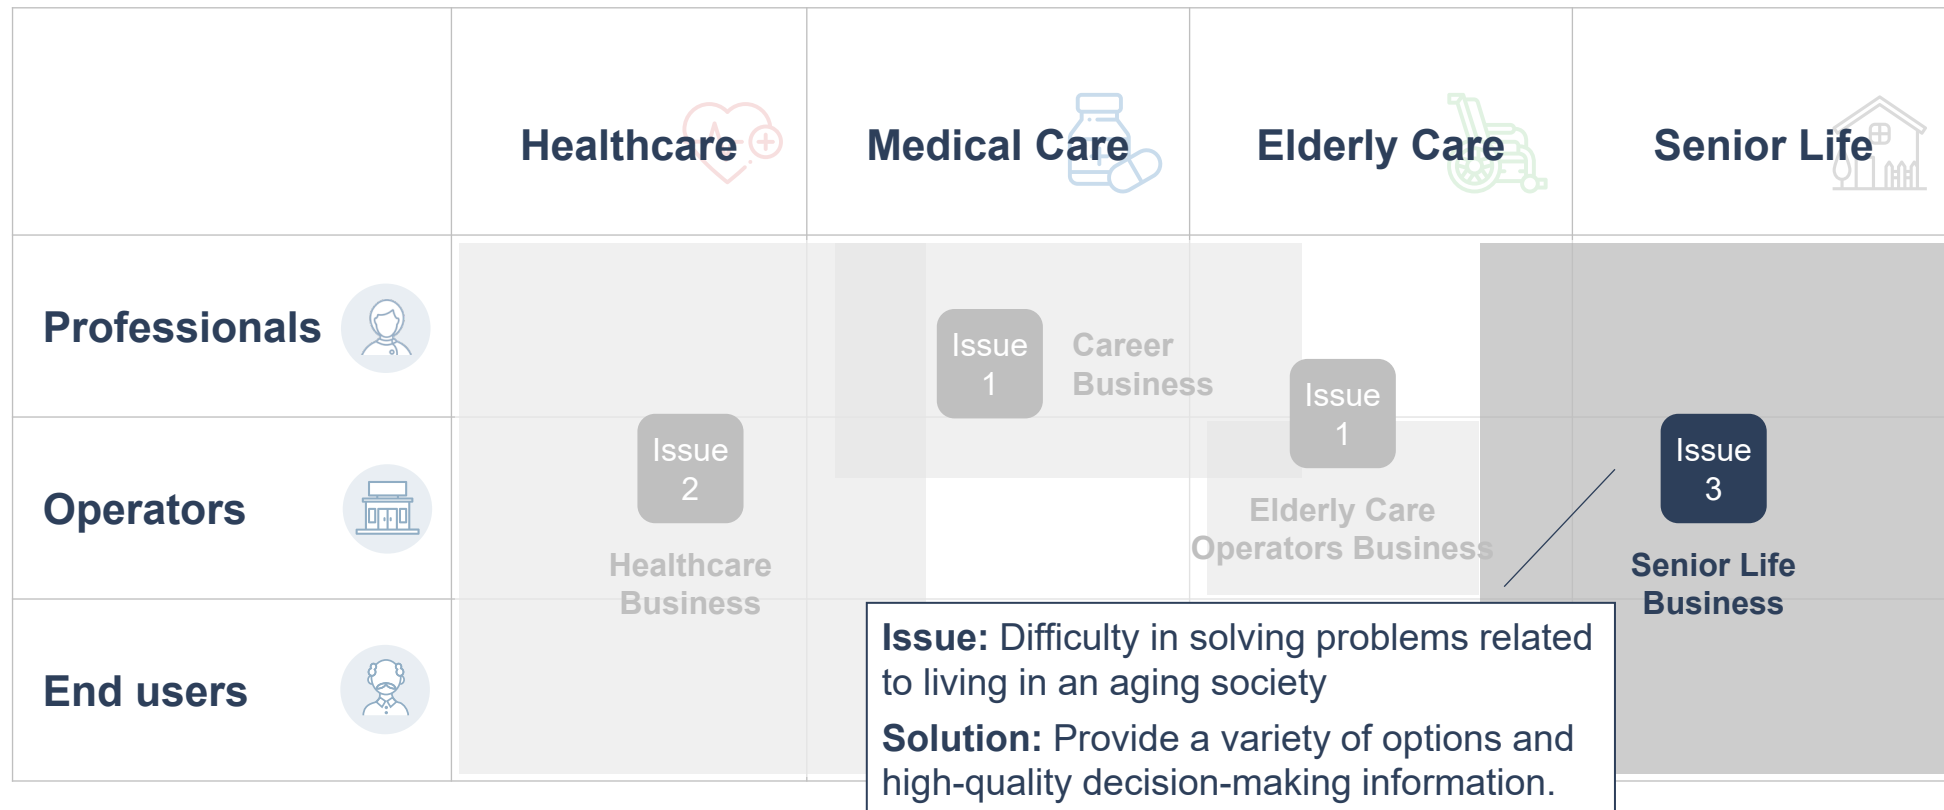 Healthcare
Medical Care
Elderly Care
Senior Life
Professionals
Issue
1
Career
Business
Issue
1
Operators
Issue
2
Healthcare
Business
Elderly Care
Operators Business
Issue
3
Senior Life
Business
End users
Issue: Difficulty in solving problems related
to living in an aging society
Solution: Provide a variety of options and
high-quality decision-making information.